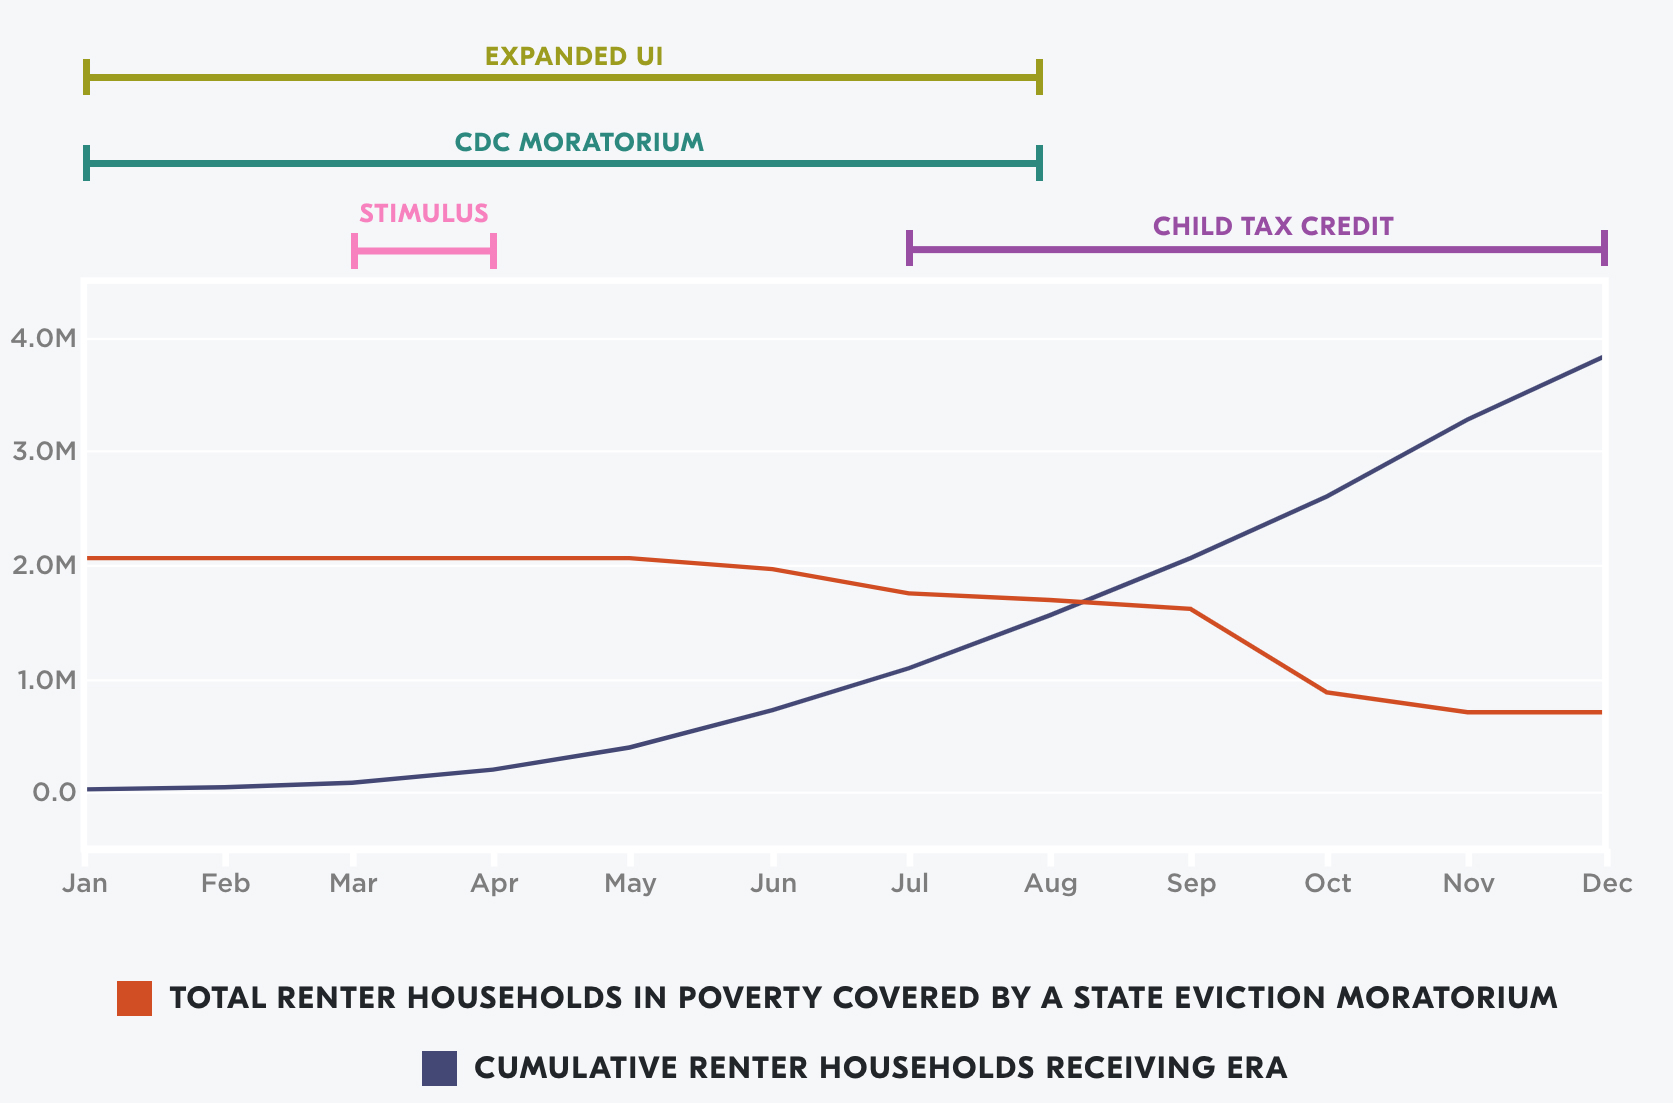 EXPANDED UI
CDC MORATORIUM
STIMULUS
CHILD TAX CREDIT
4.0M
3.0M
2.0M
1.0M
0.0
Jan Feb Mar Apr May Jun Jul Aug Sep Oct Nov Dec
TOTAL RENTER HOUSEHOLDS IN POVERTY COVERED BY A STATE EVICTION MORATORIUM
CUMULATIVE RENTER HOUSEHOLDS RECEIVING ERA